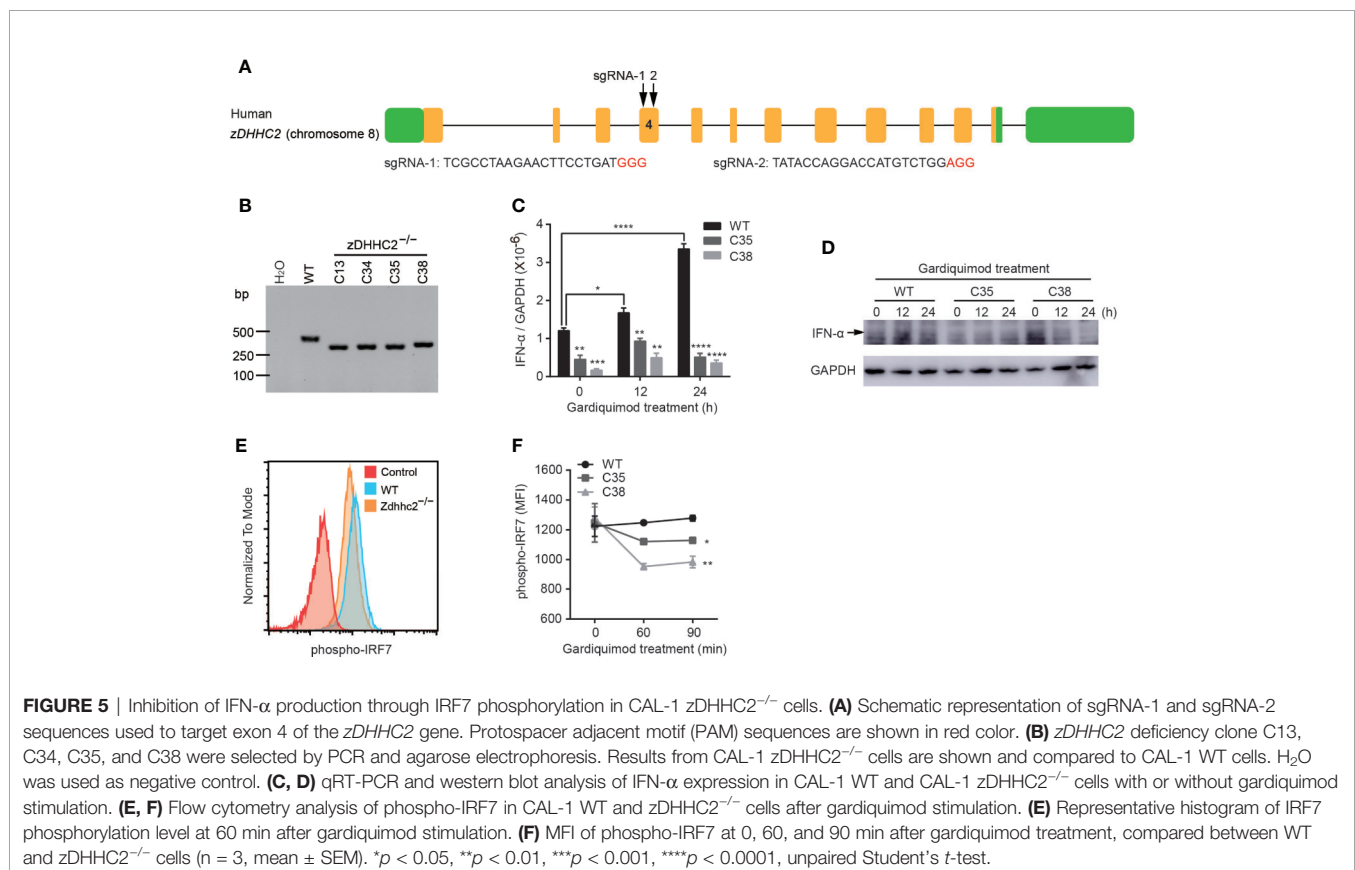 A
sgRNA-1 2
Human
zDHHC2 (chromosome 8)
4
sgRNA-1: TCGCCTAAGAACTTCCTGATGGG
sgRNA-2: TATACCAGGACCATGTCTGGAGG
B
zDHHC2−/−
H2O
WT
C13
C34
C35
C38
bp
500
250
100
C
WT
C35
C38
IFN-α / GAPDH (X10-6)
4
3
2
1
0
****
*
** *** ** ** **** ****
0 12 24
Gardiquimod treatment (h)
D
Gardiquimod treatment
WT C35 C38
0 12 24 0 12 24 0 12 24 (h)
IFN-α
GAPDH
E
Control
WT
Zdhhc2−/−
Normalized To Mode
phospho-IRF7
F
WT
C35
C38
phospho-IRF7 (MFI)
1600
1400
1200
1000
800
600
*
**
0 60 90
Gardiquimod treatment (min)
FIGURE 5 | Inhibition of IFN-α production through IRF7 phosphorylation in CAL-1 zDHHC2−/− cells. (A) Schematic representation of sgRNA-1 and sgRNA-2
sequences used to target exon 4 of the zDHHC2 gene. Protospacer adjacent motif (PAM) sequences are shown in red color. (B) zDHHC2 deficiency clone C13,
C34, C35, and C38 were selected by PCR and agarose electrophoresis. Results from CAL-1 zDHHC2−/− cells are shown and compared to CAL-1 WT cells. H2O
was used as negative control. (C, D) qRT-PCR and western blot analysis of IFN-α expression in CAL-1 WT and CAL-1 zDHHC2−/− cells with or without gardiquimod
stimulation. (E, F) Flow cytometry analysis of phospho-IRF7 in CAL-1 WT and zDHHC2−/− cells after gardiquimod stimulation. (E) Representative histogram of IRF7
phosphorylation level at 60 min after gardiquimod stimulation. (F) MFI of phospho-IRF7 at 0, 60, and 90 min after gardiquimod treatment, compared between WT
and zDHHC2−/− cells (n = 3, mean ± SEM). *p < 0.05, **p < 0.01, ***p < 0.001, ****p < 0.0001, unpaired Student’s t-test.